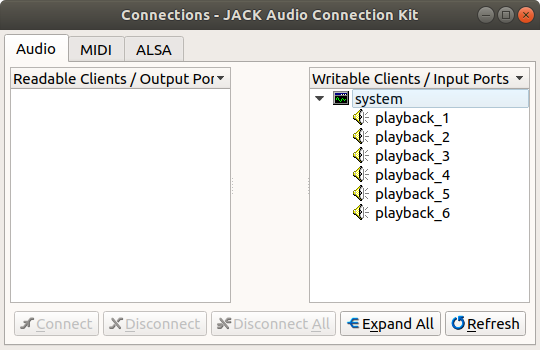 Connections - JACK Audio Connection Kit
Audio MIDI ALSA
Readable Clients / Output Por Writable Clients / Input Ports
system
playback_1
playback_2
playback_3
playback_4
playback_5
playback_6
Connect Disconnect Disconnect All Expand All Refresh